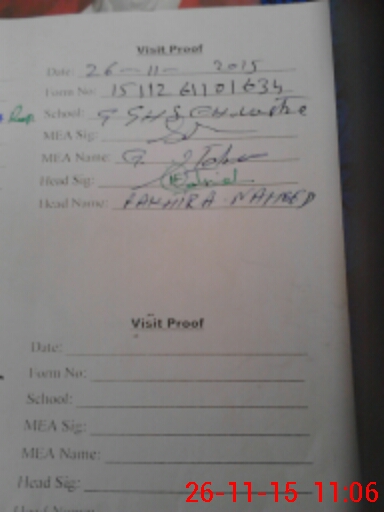 Visit Proof
Date: 26-11-2015
Form No: 15112 61101634
School: G S H S
MEA Sig:
MEA Name: G
Head Sig:
Head Name: FAKHIRA NAHEED
Visit Proof
Date:
Form No:
School:
MEA Sig:
MEA Name:
Head Sig:
Head Name:
26-11-15 11:06